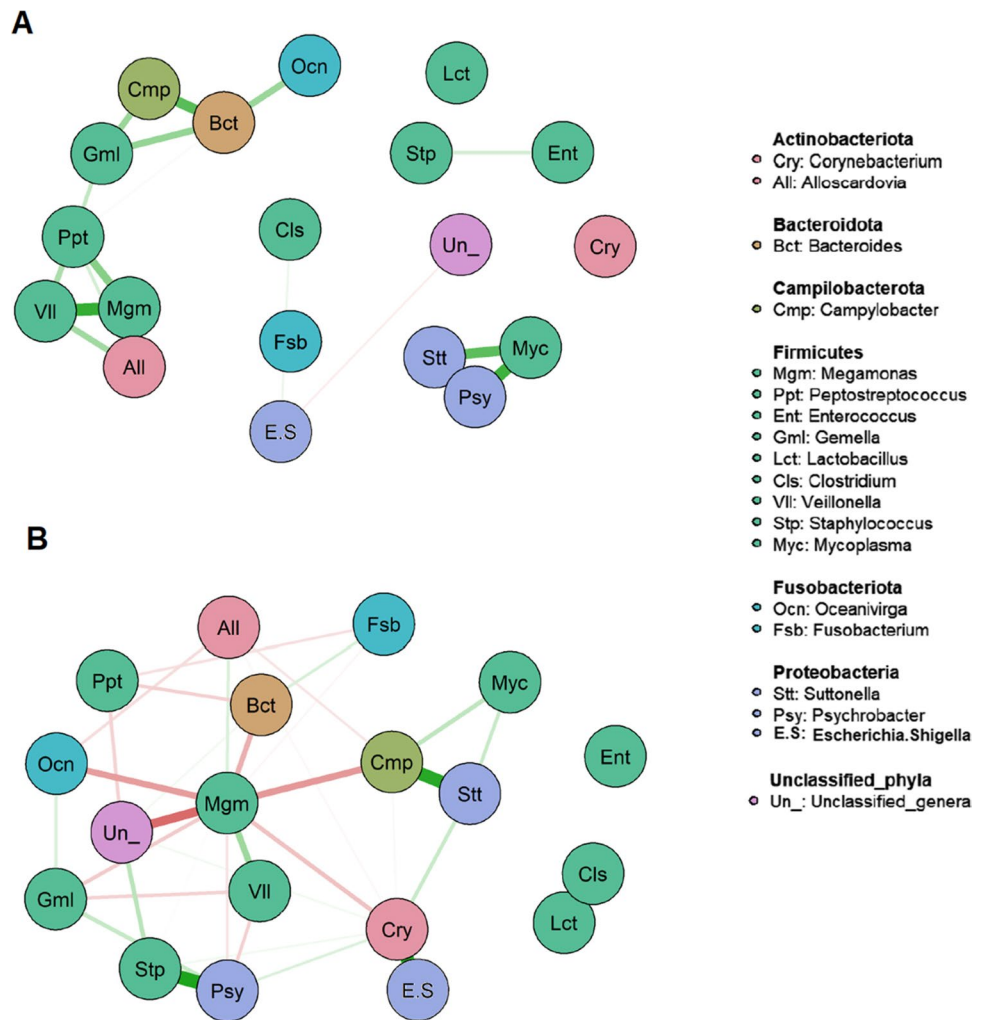 A
Ocn
Lct
Cmp
Bct
Gml
Stp
Ent
Ppt
Cls
Un_
Cry
Vll
Mgm
All
Fsb
Stt
Myc
Psy
E.S
B
All
Fsb
Ppt
Bct
Myc
Ocn
Cmp
Ent
Mgm
Stt
Un_
Gml
Vll
Cls
Lct
Cry
Stp
Psy
E.S
Actinobacteriota
Cry: Corynebacterium
All: Alloscardovia
Bacteroidota
Bct: Bacteroides
Campilobacterota
Cmp: Campylobacter
Firmicutes
Mgm: Megamonas
Ppt: Peptostreptococcus
Ent: Enterococcus
Gml: Gemella
Lct: Lactobacillus
Cls: Clostridium
Vll: Veillonella
Stp: Staphylococcus
Myc: Mycoplasma
Fusobacteriota
Ocn: Oceanivirga
Fsb: Fusobacterium
Proteobacteria
Stt: Suttonella
Psy: Psychrobacter
E.S: Escherichia.Shigella
Unclassified_phyla
Un_: Unclassified_genera